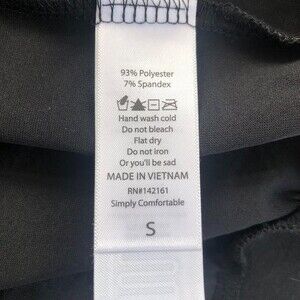 93% Polyester
7% Spandex
Hand wash cold
Do not bleach
Flat dry
Do not iron
Or you'll be sad
MADE IN VIETNAM
RN#142161
Simply Comfortable
S